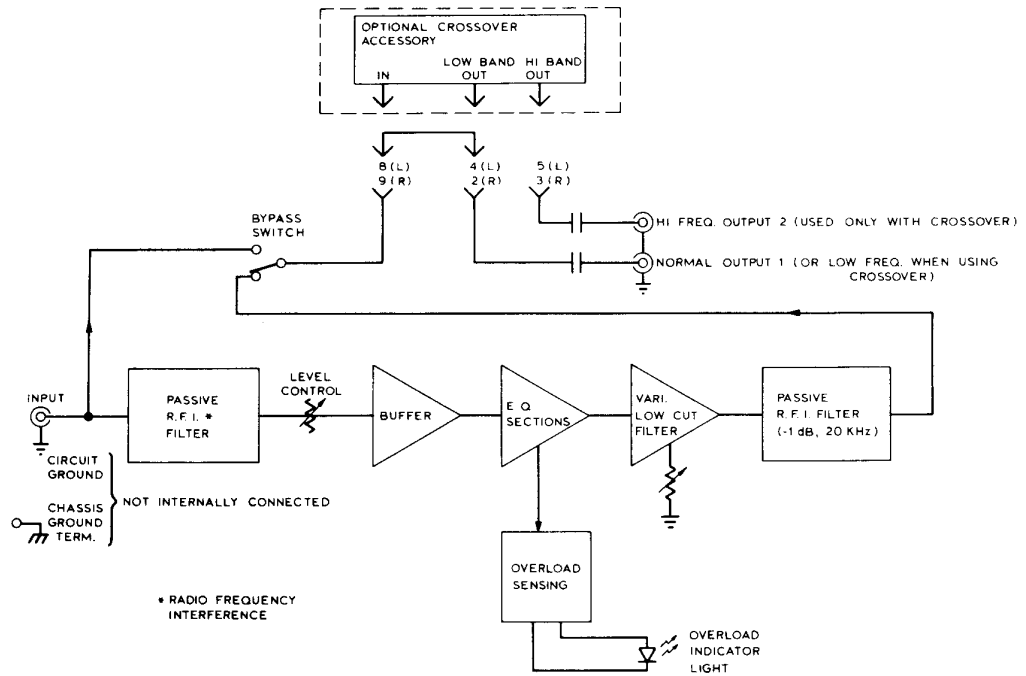 OPTIONAL CROSSOVER
ACCESSORY
LOW BAND HI BAND
IN OUT OUT
8 (L) 4 (L) 5 (L)
9 (R) 2 (R) 3 (R)
BYPASS
SWITCH
HI FREQ. OUTPUT 2 (USED ONLY WITH CROSSOVER)
NORMAL OUTPUT 1 (OR LOW FREQ. WHEN USING
CROSSOVER)
INPUT
PASSIVE
R.F.I. *
FILTER
LEVEL
CONTROL
BUFFER
E Q
SECTIONS
VARI.
LOW CUT
FILTER
PASSIVE
R.F.I. FILTER
(-1 dB, 20 KHz)
CIRCUIT
GROUND
NOT INTERNALLY CONNECTED
CHASSIS
GROUND
TERM.
OVERLOAD
SENSING
* RADIO FREQUENCY
INTERFERENCE
OVERLOAD
INDICATOR
LIGHT